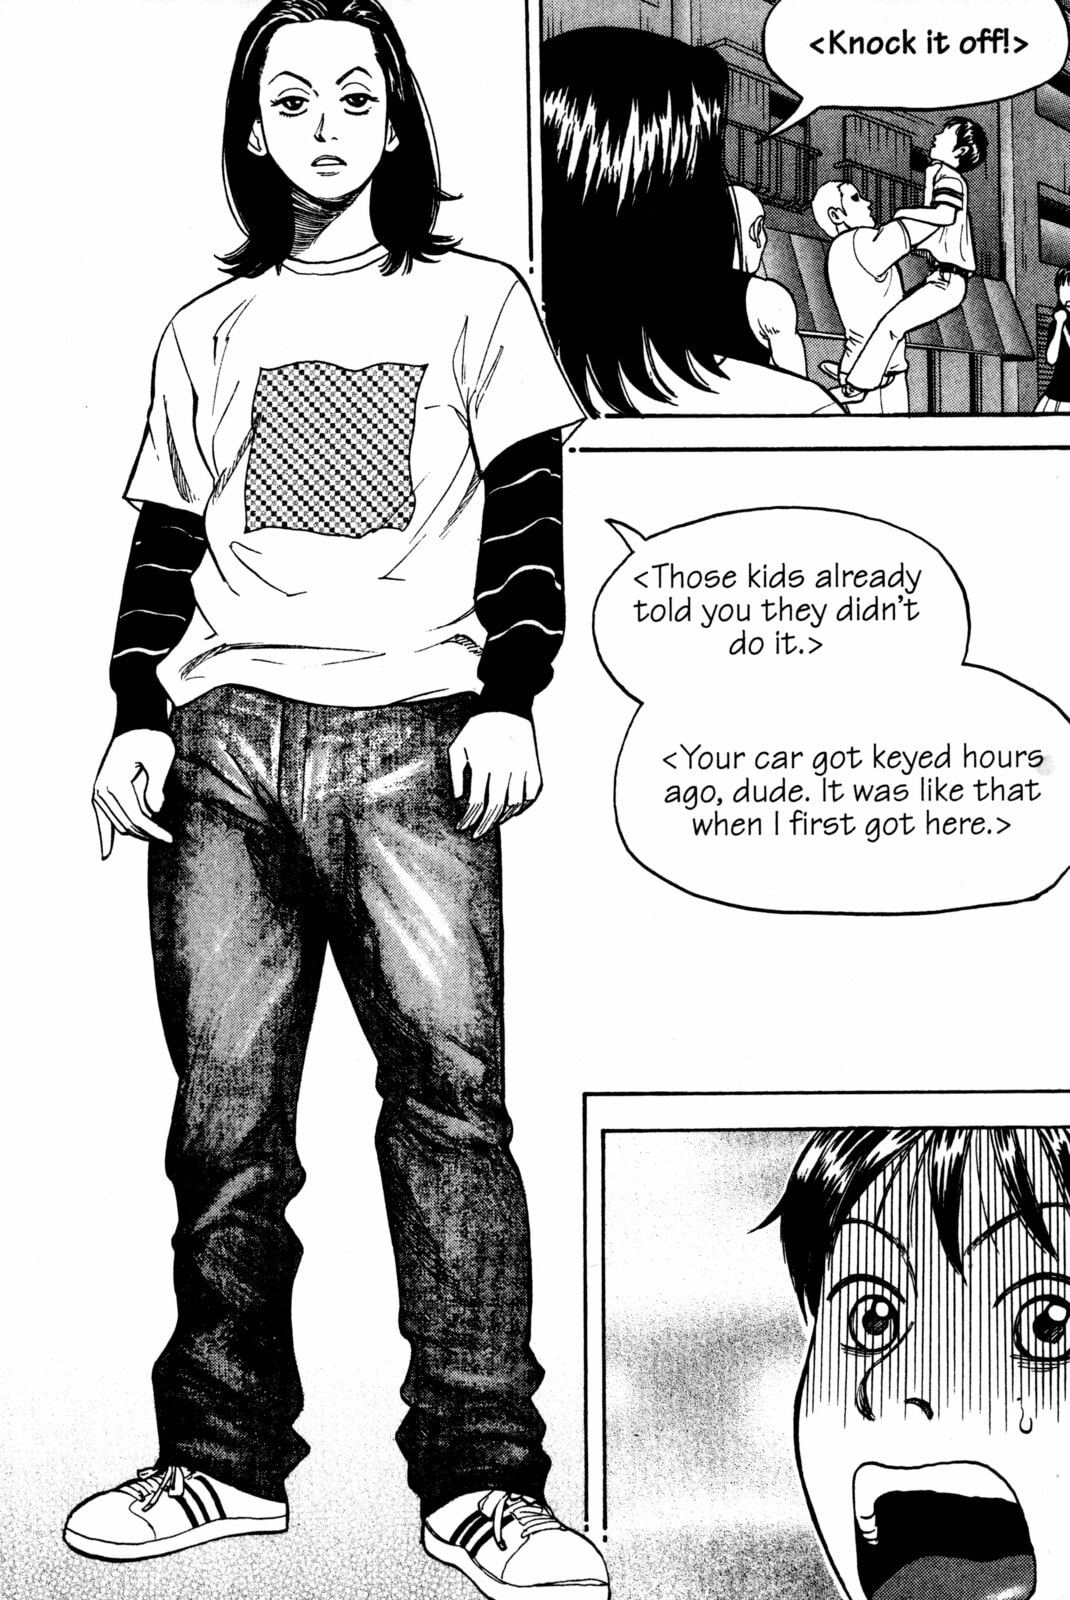 <Knock it off!>
<Those kids already
told you they didn't
do it.>
<Your car got keyed hours
ago, dude. It was like that
when I first got here.>